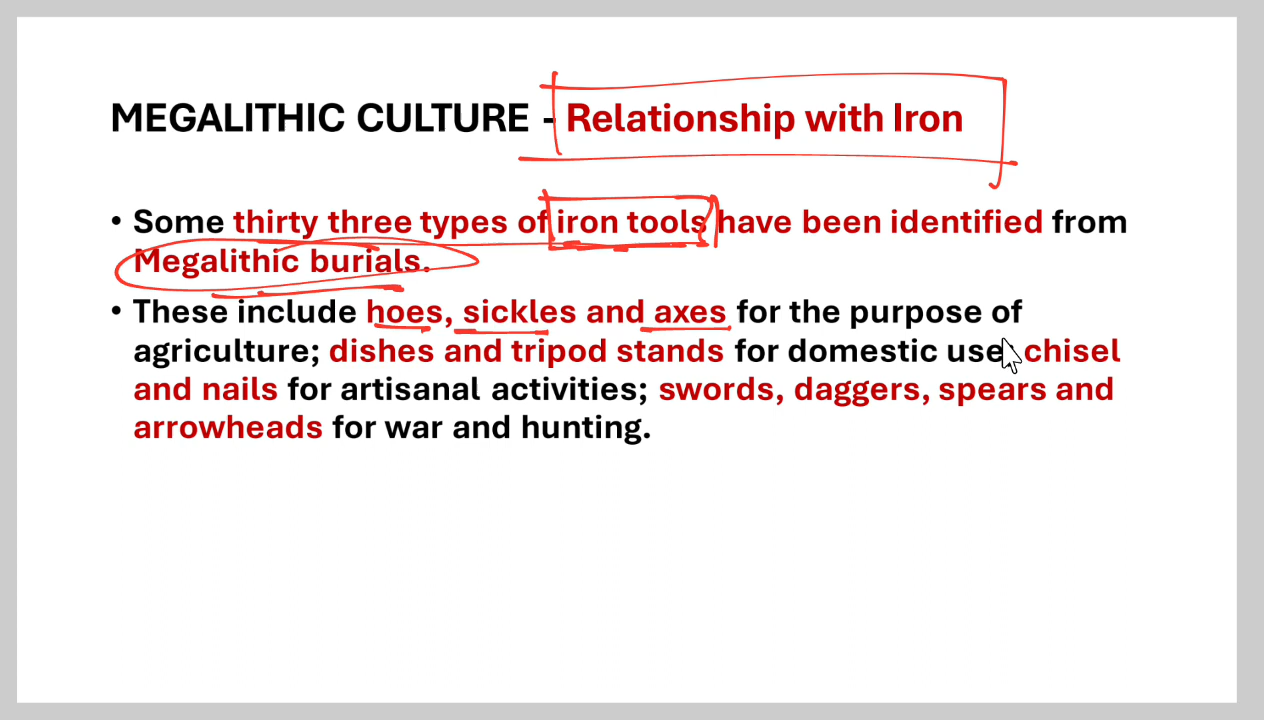 MEGALITHIC CULTURE - Relationship with Iron
• Some thirty three types of iron tools have been identified from
Megalithic burials.
• These include hoes, sickles and axes for the purpose of
agriculture; dishes and tripod stands for domestic use; chisel
and nails for artisanal activities; swords, daggers, spears and
arrowheads for war and hunting.